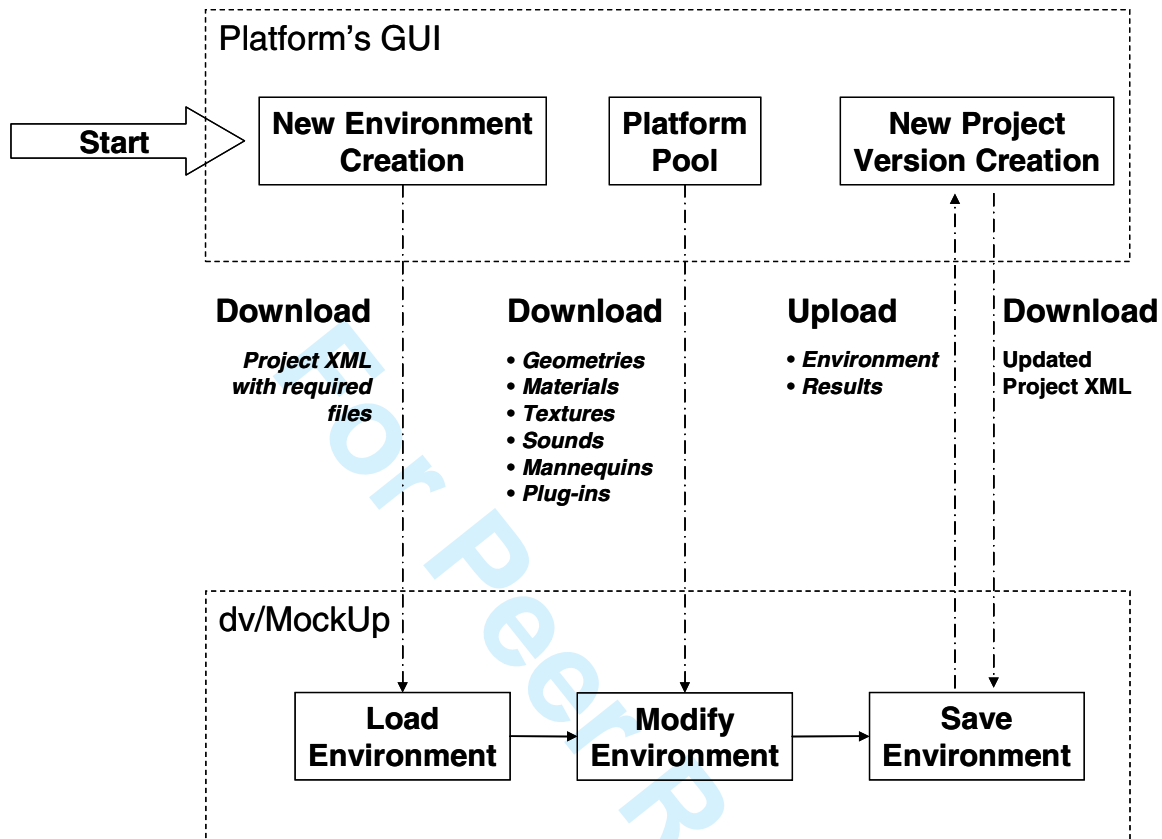 Platform's GUI
Start
New Environment
Creation
Platform
Pool
New Project
Version Creation
Download
Project XML
with required
files
Download
• Geometries
• Materials
• Textures
• Sounds
• Mannequins
• Plug-ins
Upload
• Environment
• Results
Download
Updated
Project XML
For Peer R
dv/MockUp
Load
Environment
Modify
Environment
Save
Environment